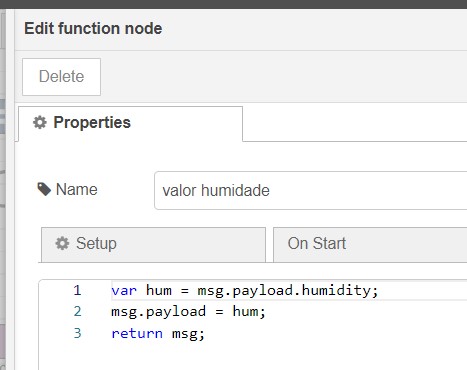 Edit function node
Delete
Properties
Name
valor humidade
Setup
On Start
1 var hum = msg.payload.humidity;
2 msg.payload = hum;
3 return msg;